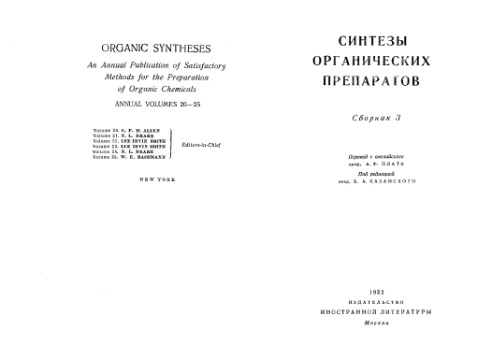 ORGANIC SYNTHESES
An Annual Publication of Satisfactory
Methods for the Preparation
of Organic Chemicals
ANNUAL VOLUMES 20—25
Volume 20. C. F. H. ALLEN
Volume 21. N. L. DRAKE
Volume 22. LEE IRVIN SMITH
Volume 23. LEE IRVIN SMITH
Volume 24. N. L. DRAKE
Volume 25. W. E. BACHMANN
Editors-in-Chief
NEW YORK
СИНТЕЗЫ
ОРГАНИЧЕСКИХ
ПРЕПАРАТОВ
Сборник 3
Перевод с английского
проф. А. Ф. ПЛАТЭ
Под редакцией
акад. Б. А. КАЗАНСКОГО
1952
ИЗДАТЕЛЬСТВО
ИНОСТРАННОЙ ЛИТЕРАТУРЫ
Москва